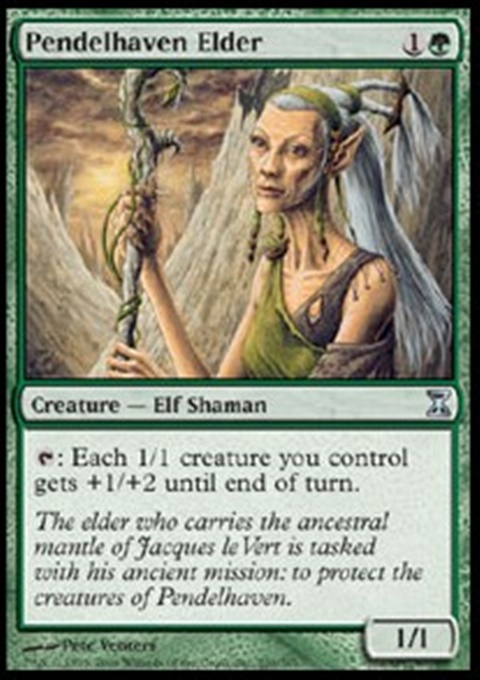 Pendelhaven Elder 1
Creature — Elf Shaman
: Each 1/1 creature you control
gets +1/+2 until end of turn.
The elder who carries the ancestral
mantle of Jacques le Vert is tasked
with his ancient mission: to protect the
creatures of Pendelhaven.
Pete Venters
1/1